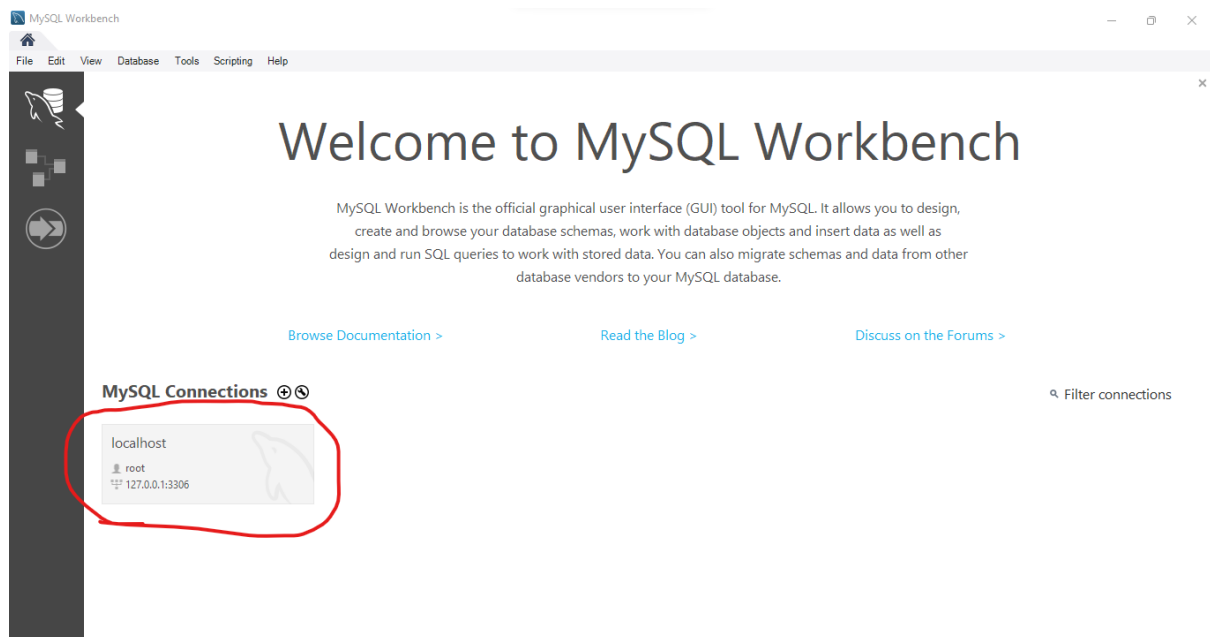 MySQL Workbench
File Edit View Database Tools Scripting Help
Welcome to MySQL Workbench
MySQL Workbench is the official graphical user interface (GUI) tool for MySQL. It allows you to design,
create and browse your database schemas, work with database objects and insert data as well as
design and run SQL queries to work with stored data. You can also migrate schemas and data from other
database vendors to your MySQL database.
Browse Documentation > Read the Blog > Discuss on the Forums >
MySQL Connections Filter connections
localhost
root
127.0.0.1:3306